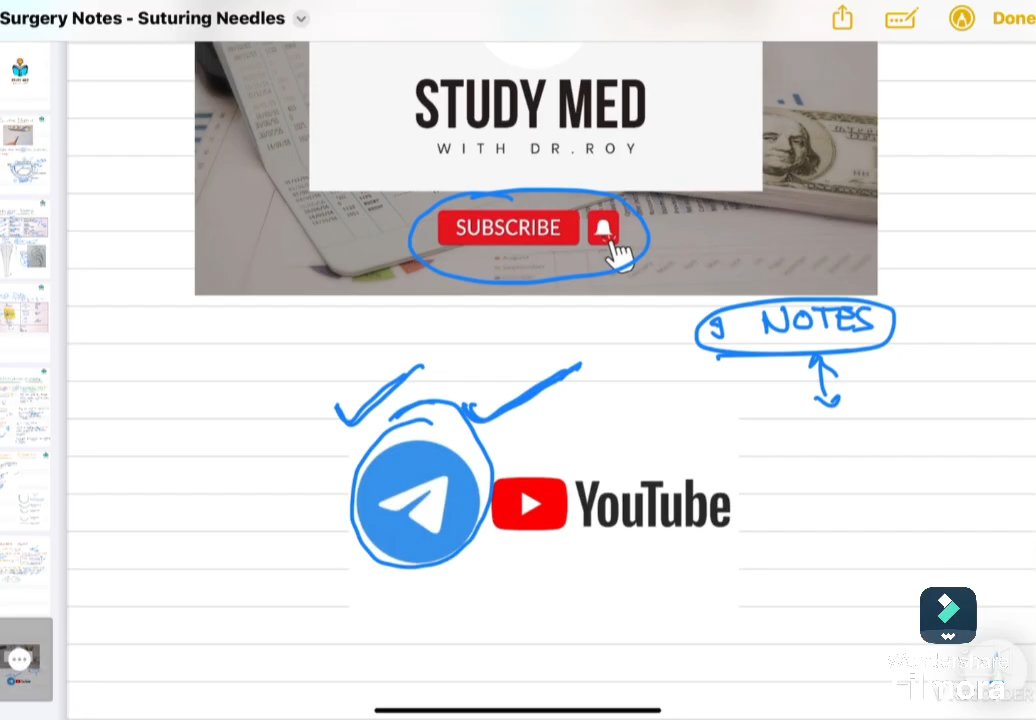 Surgery Notes - Suturing Needles
Done
STUDY MED
WITH DR.ROY
SUBSCRIBE
NOTES
YouTube
Wondershare
Filmora